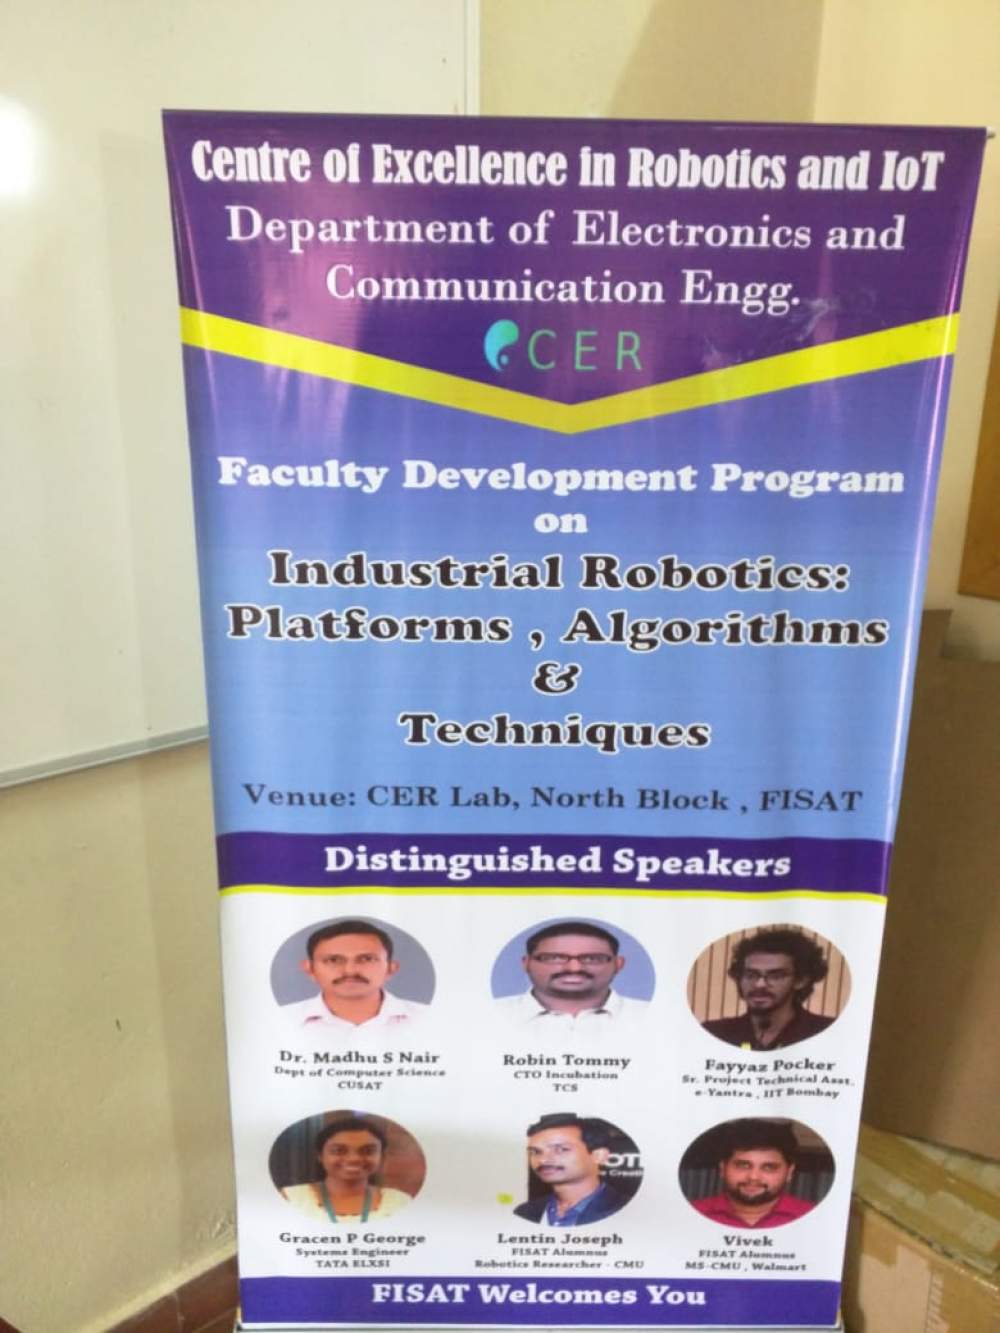 Centre of Excellence in Robotics and IoT
Department of Electronics and
Communication Engg.
CER
Faculty Development Program
on
Industrial Robotics:
Platforms , Algorithms
&
Techniques
Venue: CER Lab, North Block , FISAT
Distinguished Speakers
Dr. Madhu S Nair
Dept of Computer Science
CUSAT
Robin Tommy
CTO Incubation
TCS
Fayyaz Pocker
Sr. Project Technical Asst.
e-Yantra , IIT Bombay
Gracen P George
Systems Engineer
TATA ELXSI
Lentin Joseph
FISAT Alumnus
Robotics Researcher - CMU
Vivek
FISAT Alumnus
MS-CMU , Walmart
FISAT Welcomes You